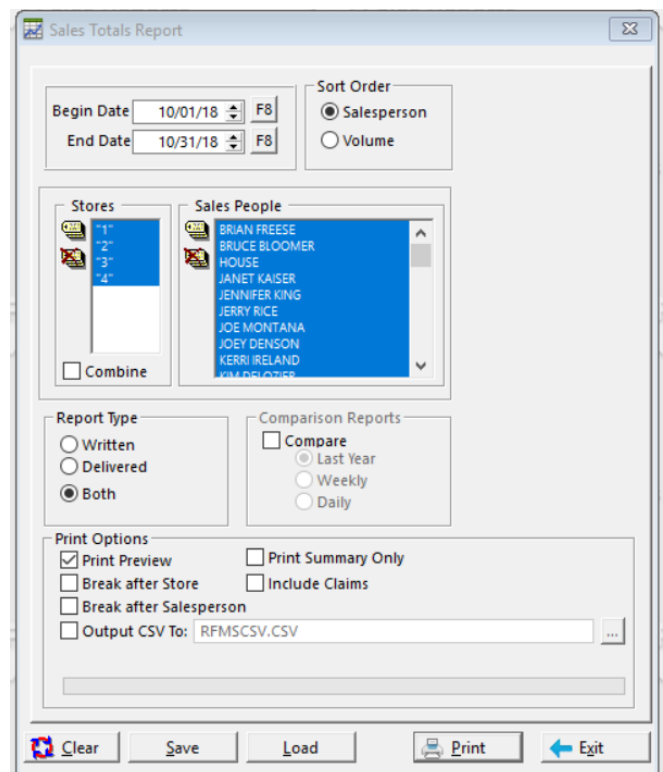 Sales Totals Report
Sort Order
Begin Date 10/01/18 F8
Salesperson
End Date 10/31/18 F8
Volume
Stores
Sales People
"1"
"2"
"3"
"4"
BRIAN FREESE
BRUCE BLOOMER
HOUSE
JANET KAISER
JENNIFER KING
JERRY RICE
JOE MONTANA
JOEY DENSON
KERRI IRELAND
KIM DELOZIER
Combine
Report Type
Written
Delivered
Both
Comparison Reports
Compare
Last Year
Weekly
Daily
Print Options
Print Preview
Print Summary Only
Break after Store
Include Claims
Break after Salesperson
Output CSV To: RFMSCSV.CSV ...
Clear Save Load Print Exit